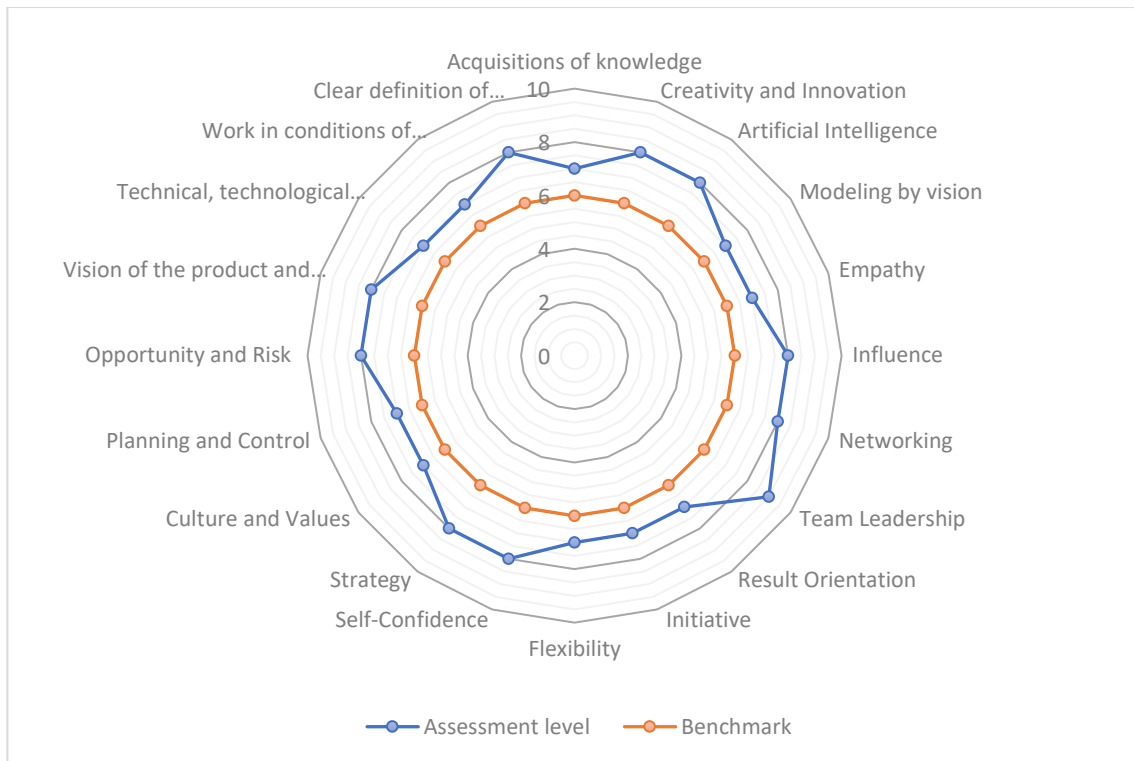 Acquisitions of knowledge
Clear definition of...
Creativity and Innovation
Work in conditions of...
Artificial Intelligence
Technical, technological...
Modeling by vision
Vision of the product and...
Empathy
Opportunity and Risk
Influence
Planning and Control
Networking
Culture and Values
Team Leadership
Strategy
Result Orientation
Self-Confidence
Initiative
Flexibility
10
8
6
4
2
0
Assessment level
Benchmark